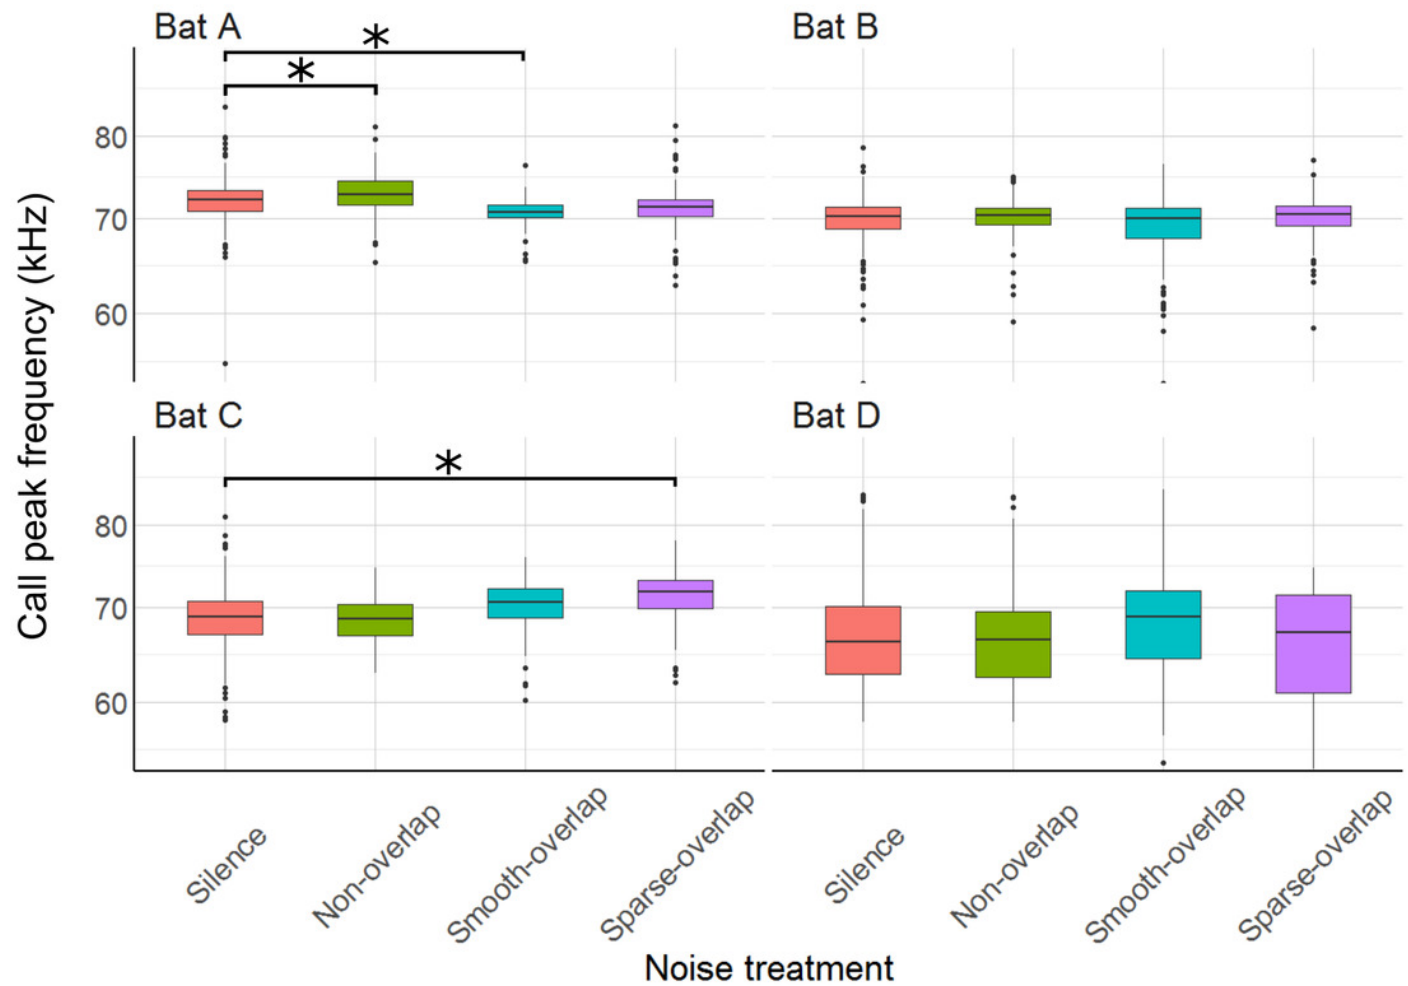 Bat A
Bat B
*
*
80
70
60
Bat C
Bat D
*
80
70
60
Call peak frequency (kHz)
Silence
Non-overlap
Smooth-overlap
Sparse-overlap
Silence
Non-overlap
Smooth-overlap
Sparse-overlap
Noise treatment